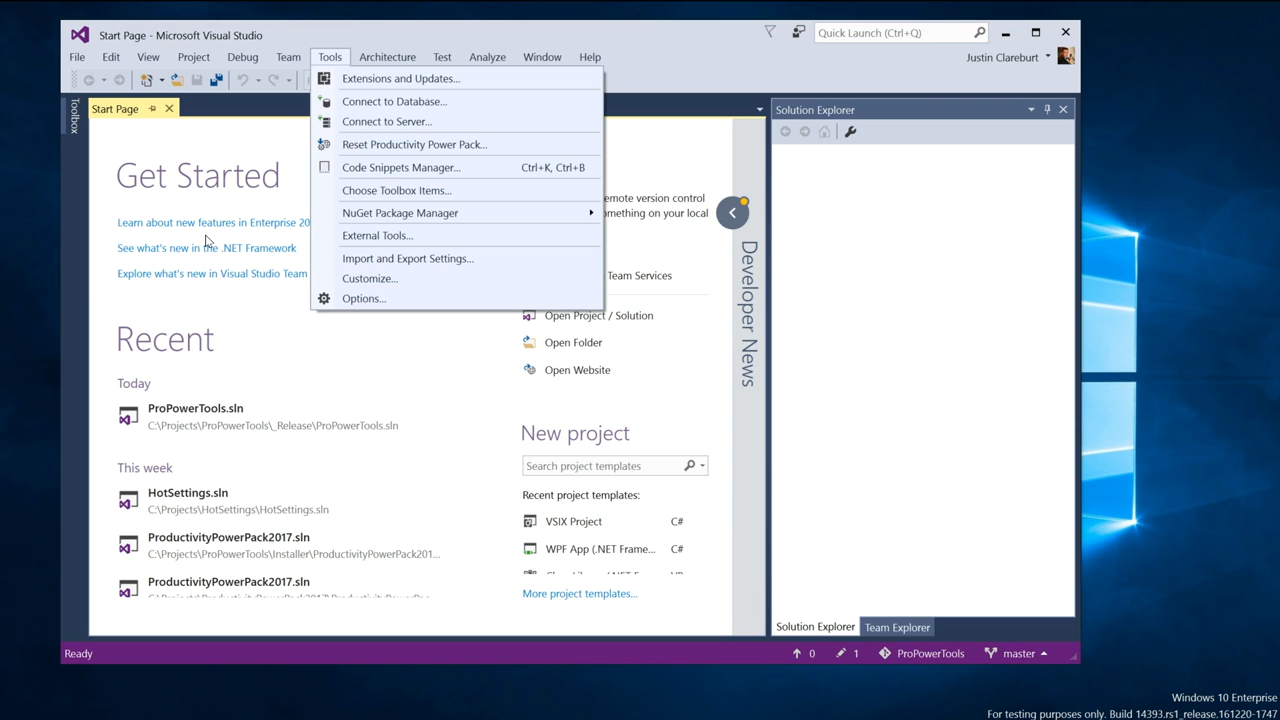 Start Page - Microsoft Visual Studio
Quick Launch (Ctrl+Q)
File Edit View Project Debug Team Tools Architecture Test Analyze Window Help
Justin Clareburt
Toolbox
Start Page
Get Started
Learn about new features in Enterprise 20
See what's new in the .NET Framework
Explore what's new in Visual Studio Team
Recent
Today
ProPowerTools.sln
C:\Projects\ProPowerTools\_Release\ProPowerTools.sln
This week
HotSettings.sln
C:\Projects\HotSettings\HotSettings.sln
ProductivityPowerPack2017.sln
C:\Projects\ProPowerTools\Installer\ProductivityPowerPack201...
ProductivityPowerPack2017.sln
Extensions and Updates...
Connect to Database...
Connect to Server...
Reset Productivity Power Pack...
Code Snippets Manager... Ctrl+K, Ctrl+B
Choose Toolbox Items...
NuGet Package Manager
External Tools...
Import and Export Settings...
Customize...
Options...
emote version control
mething on your local
Team Services
Open Project / Solution
Open Folder
Open Website
New project
Search project templates
Recent project templates:
VSIX Project C#
WPF App (.NET Frame... C#
More project templates...
Developer News
Solution Explorer
Solution Explorer Team Explorer
Ready
0 1 ProPowerTools master
Windows 10 Enterprise
For testing purposes only. Build 14393.rs1_release.161220-1747